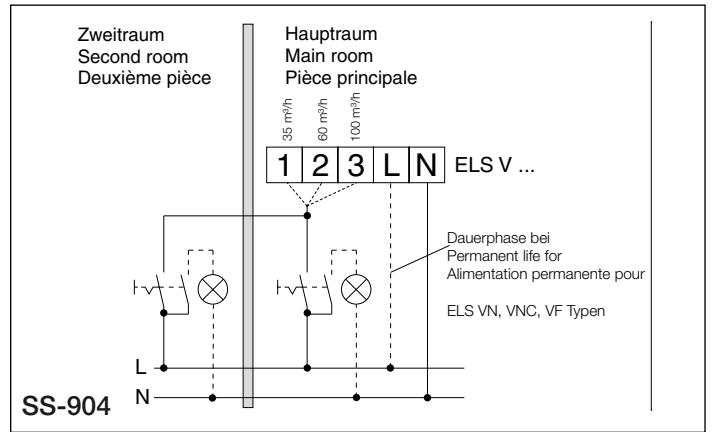 Zweitraum
Second room
Deuxième pièce
Hauptraum
Main room
Pièce principale
35 m³/h
60 m³/h
100 m³/h
1 2 3 L N ELS V ...
Dauerphase bei
Permanent life for
Alimentation permanente pour
ELS VN, VNC, VF Typen
L
N
SS-904